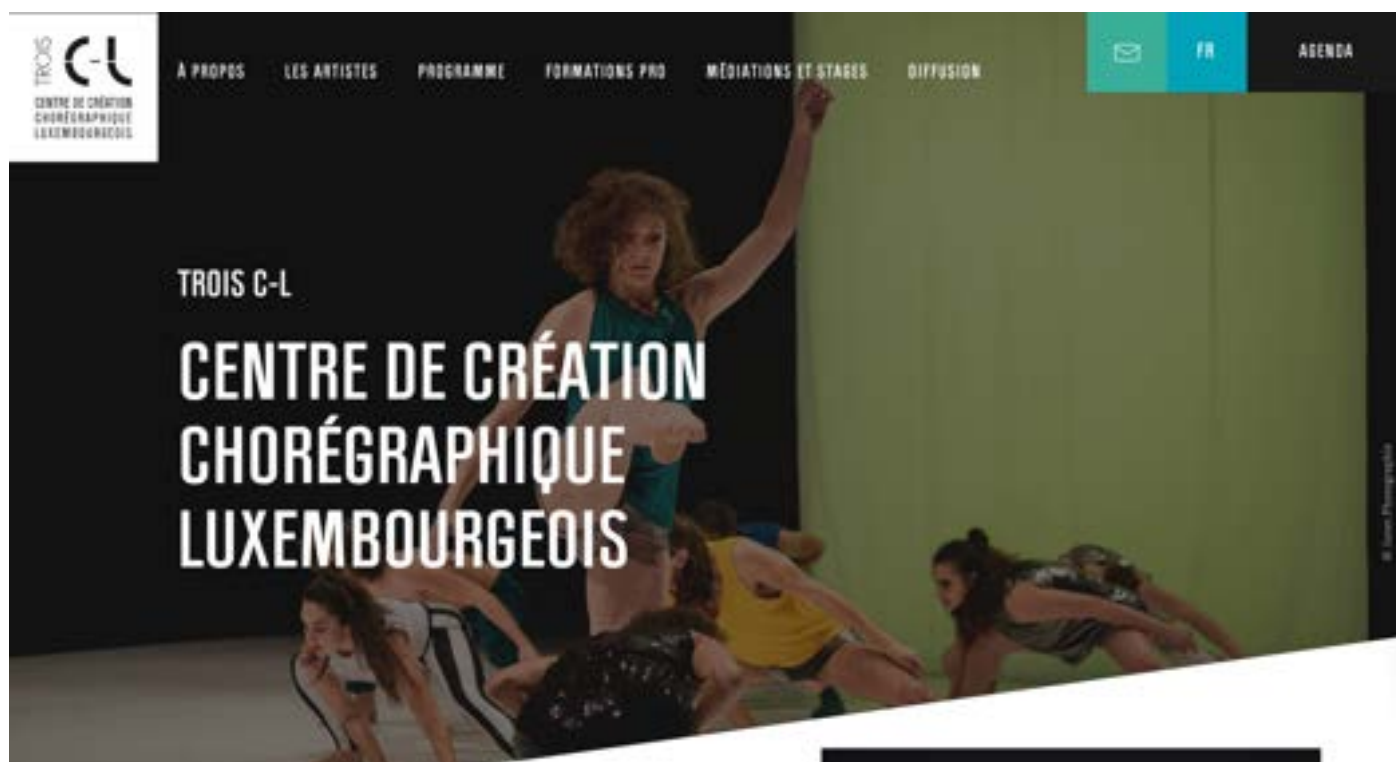 TROIS C-L
CENTRE DE CRÉATION
CHORÉGRAPHIQUE
LUXEMBOURGEOIS
À PROPOS LES ARTISTES PROGRAMME FORMATIONS PRO MÉDIATIONS ET STAGES DIFFUSION
FR
AGENDA
TROIS C-L
CENTRE DE CRÉATION
CHORÉGRAPHIQUE
LUXEMBOURGEOIS